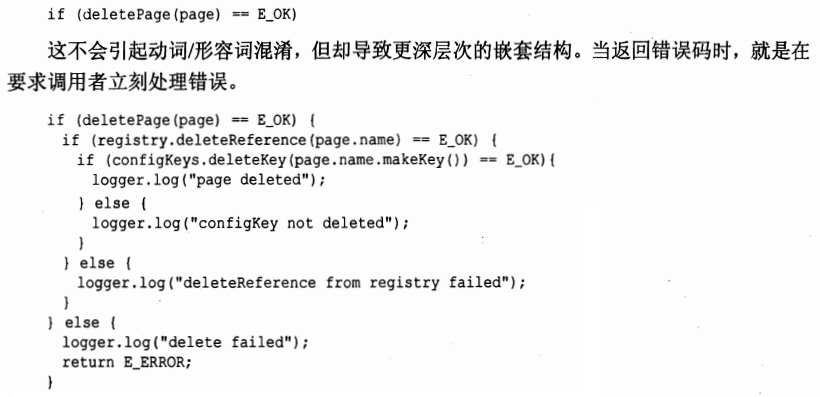 if (deletePage(page) == E_OK)
这不会引起动词/形容词混淆，但却导致更深层次的嵌套结构。当返回错误码时，就是在
要求调用者立刻处理错误。
if (deletePage(page) == E_OK) {
if (registry.deleteReference(page.name) == E_OK) {
if (configKeys.deleteKey(page.name.makeKey()) == E_OK){
logger.log("page deleted");
} else {
logger.log("configKey not deleted");
}
} else {
logger.log("deleteReference from registry failed");
}
} else {
logger.log("delete failed");
return E_ERROR;
}